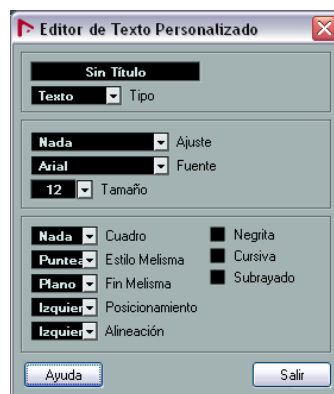 Editor de Texto Personalizado
Sin Título
Texto Tipo
Nada Ajuste
Arial Fuente
12 Tamaño
Nada Cuadro Negrita
Puntea Estilo Melisma Cursiva
Plano Fin Melisma Subrayado
Izquier Posicionamiento
Izquier Alineación
Ayuda Salir